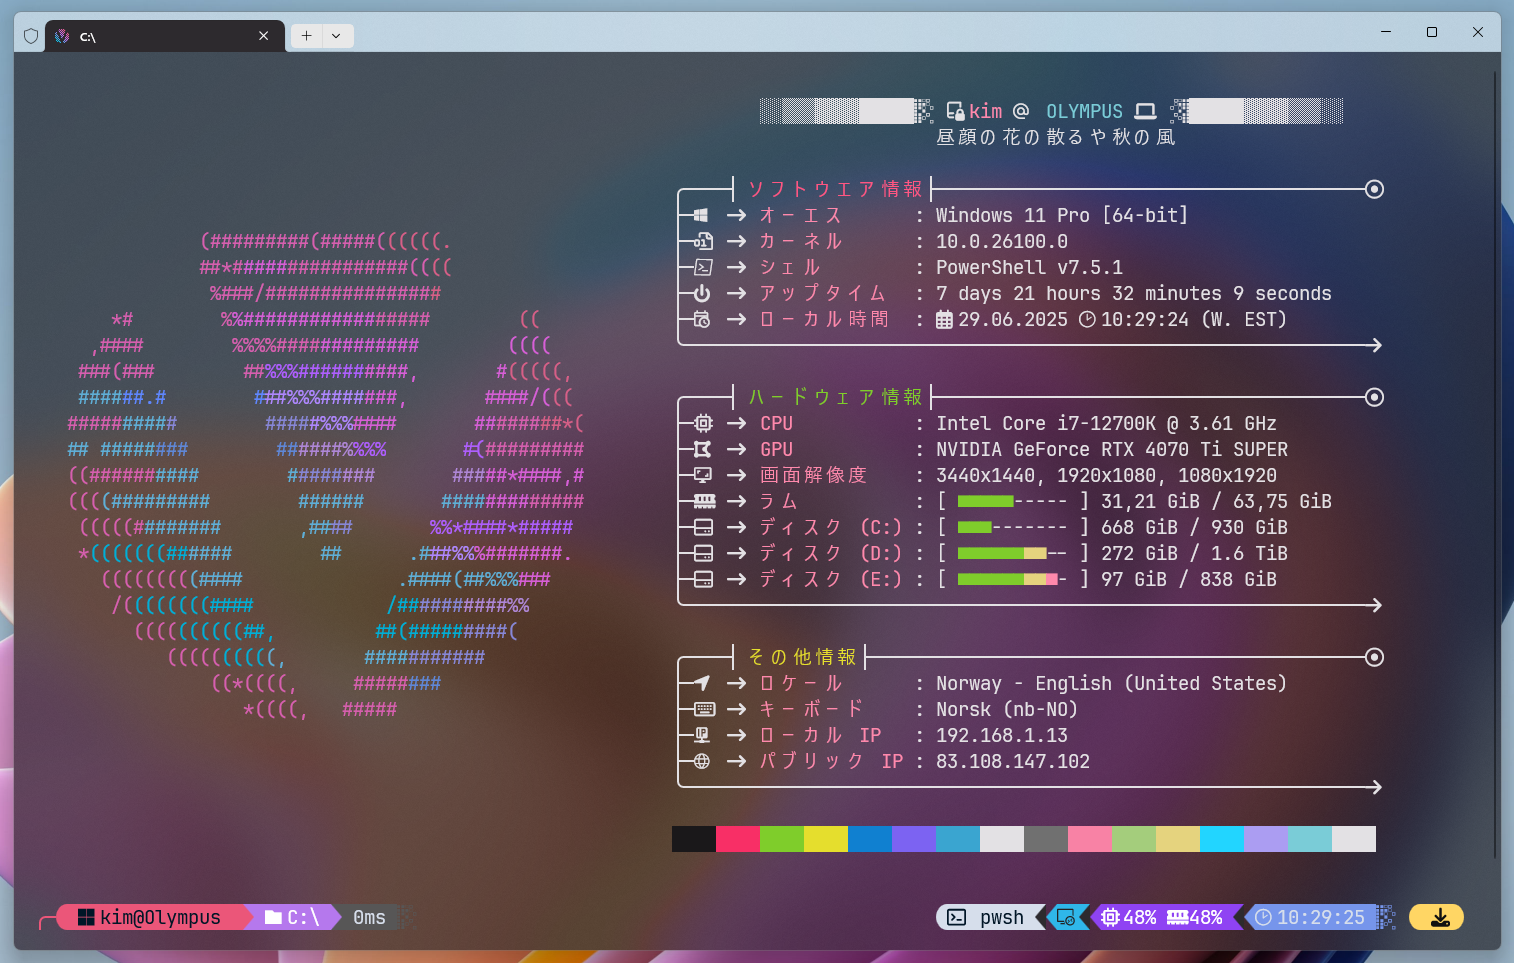 C:\
kim @ OLYMPUS
昼顔の花の散るや秋の風
ソフトウエア情報
オーエス : Windows 11 Pro [64-bit]
カーネル : 10.0.26100.0
シェル : PowerShell v7.5.1
アップタイム : 7 days 21 hours 32 minutes 9 seconds
ローカル時間 : 29.06.2025 10:29:24 (W. EST)
ハードウェア情報
CPU : Intel Core i7-12700K @ 3.61 GHz
GPU : NVIDIA GeForce RTX 4070 Ti SUPER
画面解像度 : 3440x1440, 1920x1080, 1080x1920
ラム : [ ----- ] 31,21 GiB / 63,75 GiB
ディスク (C:) : [ ------- ] 668 GiB / 930 GiB
ディスク (D:) : [ -- ] 272 GiB / 1.6 TiB
ディスク (E:) : [ - ] 97 GiB / 838 GiB
その他情報
ロケール : Norway - English (United States)
キーボード : Norsk (nb-NO)
ローカル IP : 192.168.1.13
パブリック IP : 83.108.147.102
kim@Olympus C:\ 0ms
pwsh 48% 48% 10:29:25